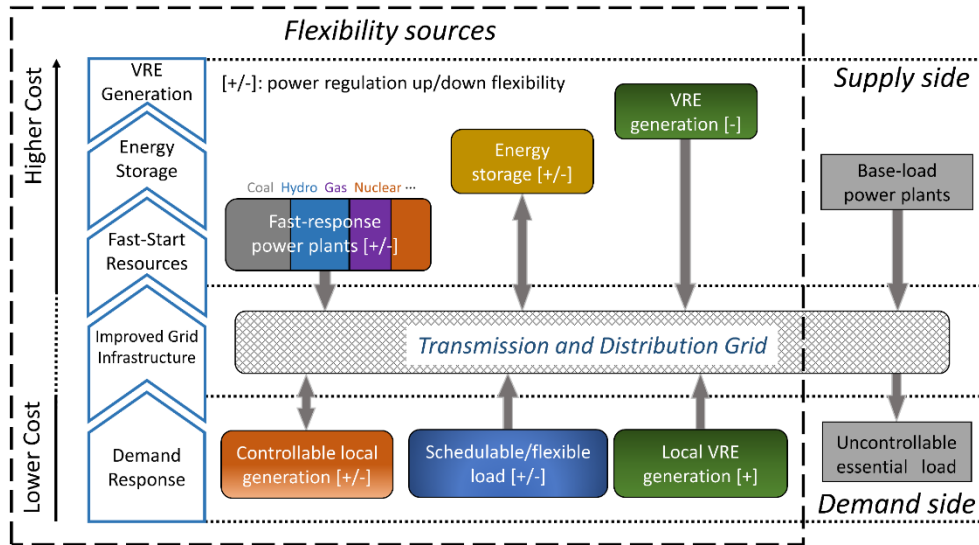 Flexibility sources
Higher Cost
Lower Cost
VRE
Generation
Energy
Storage
Fast-Start
Resources
Improved Grid
Infrastructure
Demand
Response
[+/-]: power regulation up/down flexibility
Coal Hydro Gas Nuclear ···
Fast-response
power plants [+/-]
Energy
storage [+/-]
VRE
generation [-]
Supply side
Base-load
power plants
Transmission and Distribution Grid
Controllable local
generation [+/-]
Schedulable/flexible
load [+/-]
Local VRE
generation [+]
Uncontrollable
essential load
Demand side